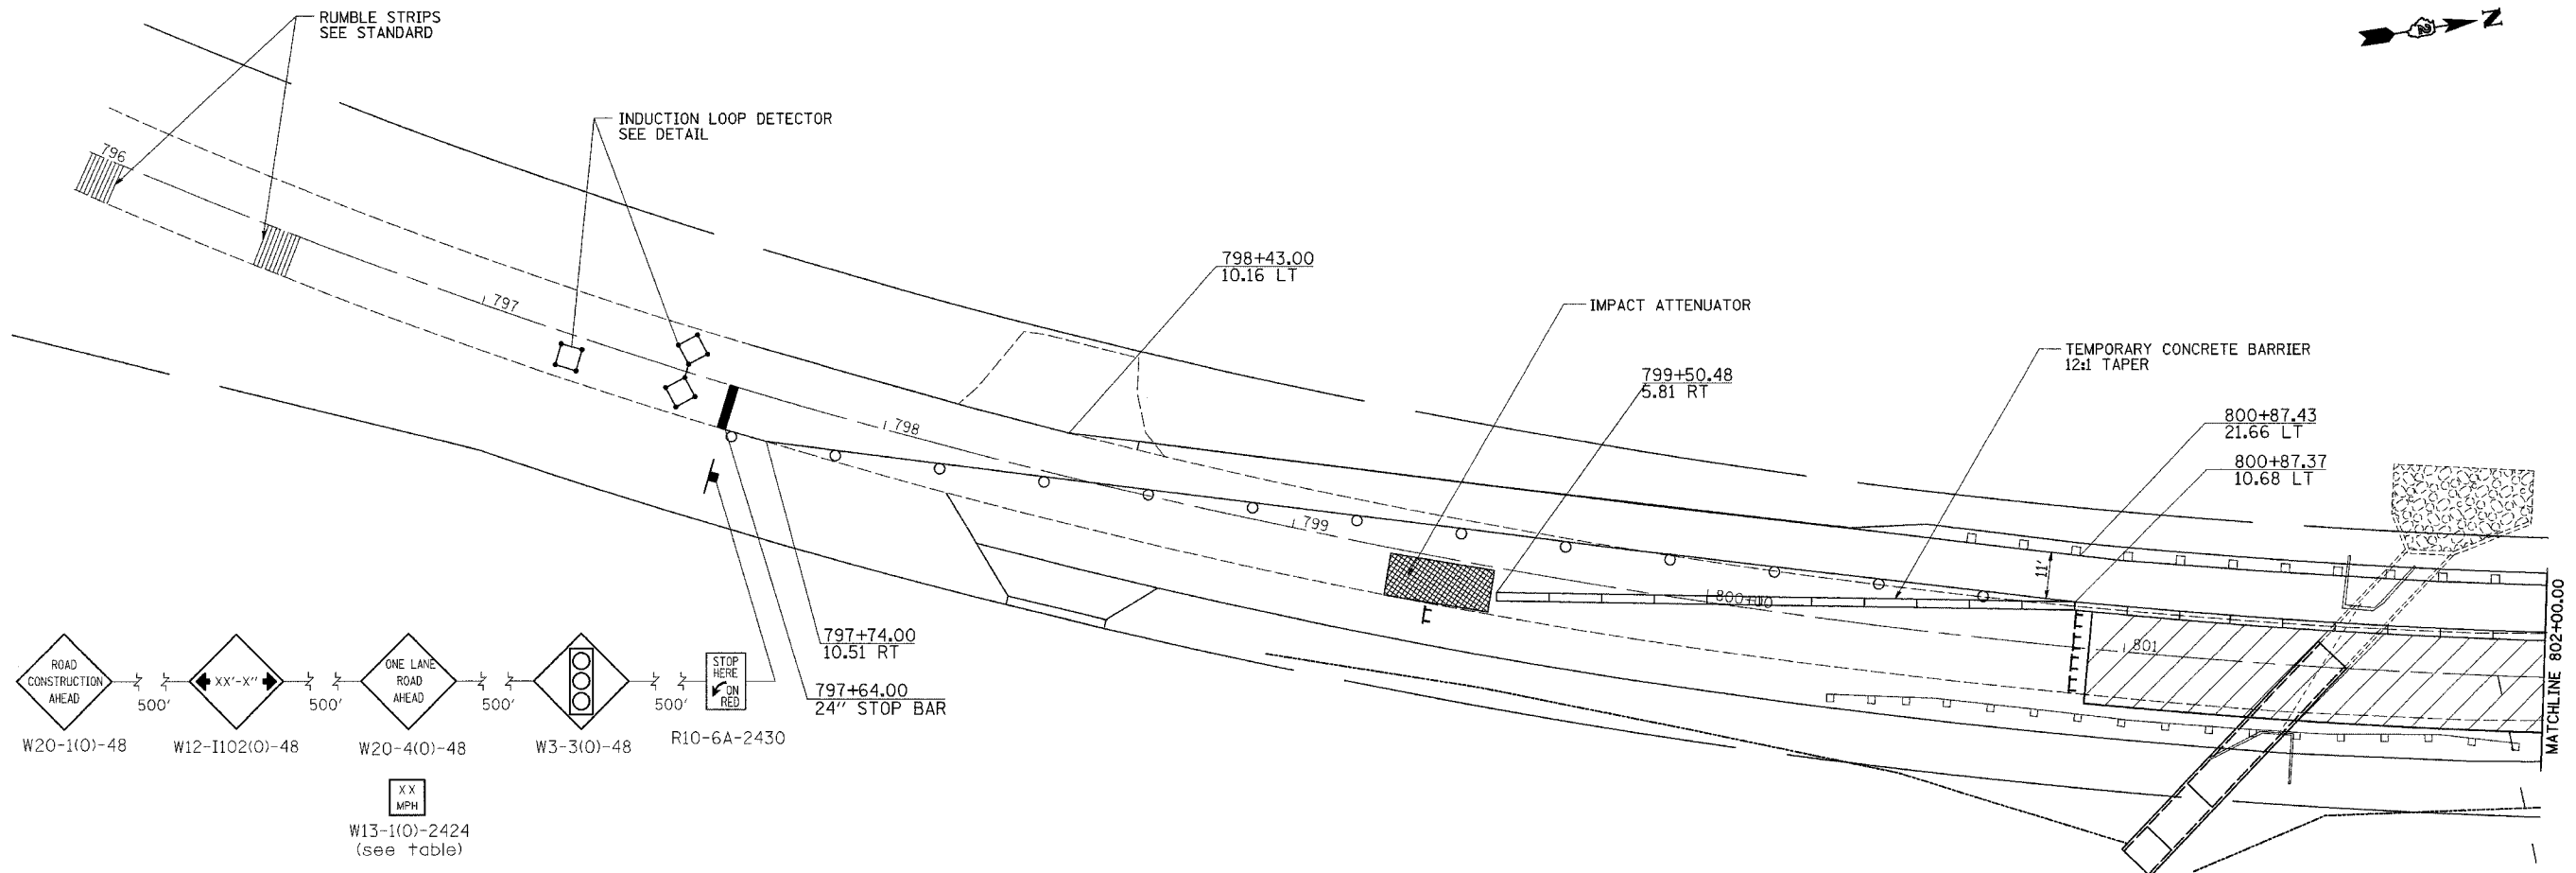 RUMBLE STRIPS
SEE STANDARD
N
INDUCTION LOOP DETECTOR
SEE DETAIL
796
797
798
799
800+00
801
798+43.00
10.16 LT
IMPACT ATTENUATOR
799+50.48
5.81 RT
TEMPORARY CONCRETE BARRIER
12:1 TAPER
800+87.43
21.66 LT
800+87.37
10.68 LT
11'
MATCHLINE 802+00.00
797+74.00
10.51 RT
797+64.00
24" STOP BAR
ROAD
CONSTRUCTION
AHEAD
500'
W20-1(O)-48
XX'-X"
500'
W12-I102(O)-48
ONE LANE
ROAD
AHEAD
500'
W20-4(O)-48
XX
MPH
W13-1(O)-2424
(see table)
500'
W3-3(O)-48
STOP
HERE
ON
RED
R10-6A-2430